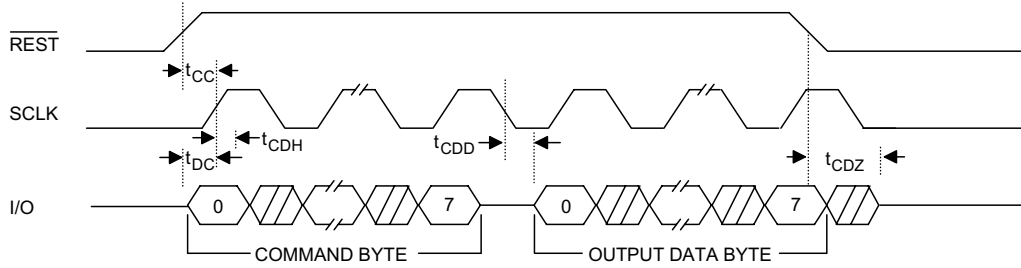 REST
tCC
SCLK
tCDH
tCDD
tDC
tCDZ
I/O
0
7
0
7
COMMAND BYTE
OUTPUT DATA BYTE